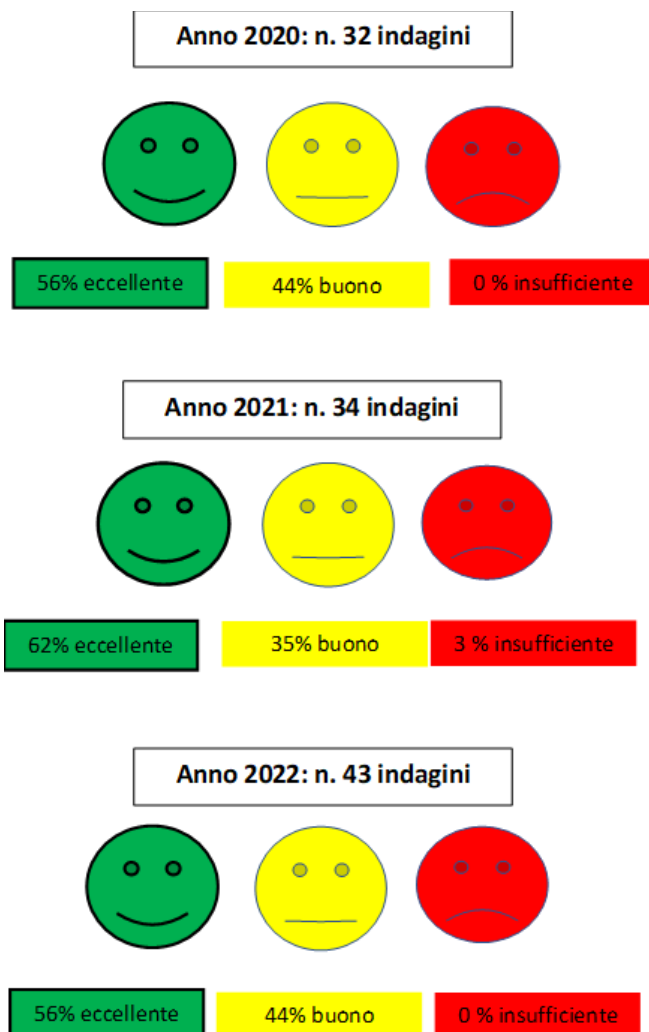 Anno 2020: n. 32 indagini
56% eccellente
44% buono
0 % insufficiente
Anno 2021: n. 34 indagini
62% eccellente
35% buono
3 % insufficiente
Anno 2022: n. 43 indagini
56% eccellente
44% buono
0 % insufficiente